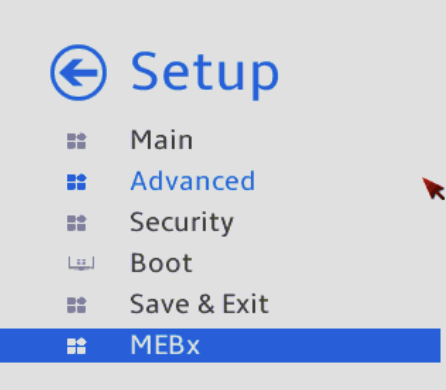 Setup
Main
Advanced
Security
Boot
Save & Exit
MEBx